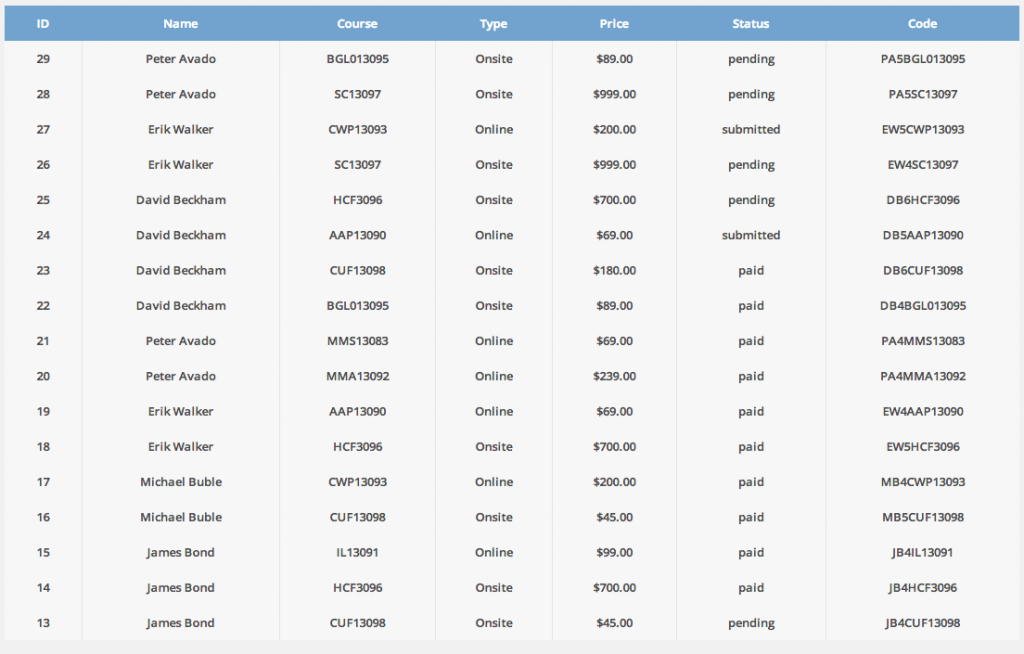 ID Name Course Type Price Status Code
29 Peter Avado BGL013095 Onsite $89.00 pending PA5BGL013095
28 Peter Avado SC13097 Onsite $999.00 pending PA5SC13097
27 Erik Walker CWP13093 Online $200.00 submitted EW5CWP13093
26 Erik Walker SC13097 Onsite $999.00 pending EW4SC13097
25 David Beckham HCF3096 Onsite $700.00 pending DB6HCF3096
24 David Beckham AAP13090 Online $69.00 submitted DB5AAP13090
23 David Beckham CUF13098 Onsite $180.00 paid DB6CUF13098
22 David Beckham BGL013095 Onsite $89.00 paid DB4BGL013095
21 Peter Avado MMS13083 Online $69.00 paid PA4MMS13083
20 Peter Avado MMA13092 Online $239.00 paid PA4MMA13092
19 Erik Walker AAP13090 Online $69.00 paid EW4AAP13090
18 Erik Walker HCF3096 Onsite $700.00 paid EW5HCF3096
17 Michael Buble CWP13093 Online $200.00 paid MB4CWP13093
16 Michael Buble CUF13098 Onsite $45.00 paid MB5CUF13098
15 James Bond IL13091 Online $99.00 paid JB4IL13091
14 James Bond HCF3096 Onsite $700.00 paid JB4HCF3096
13 James Bond CUF13098 Onsite $45.00 pending JB4CUF13098